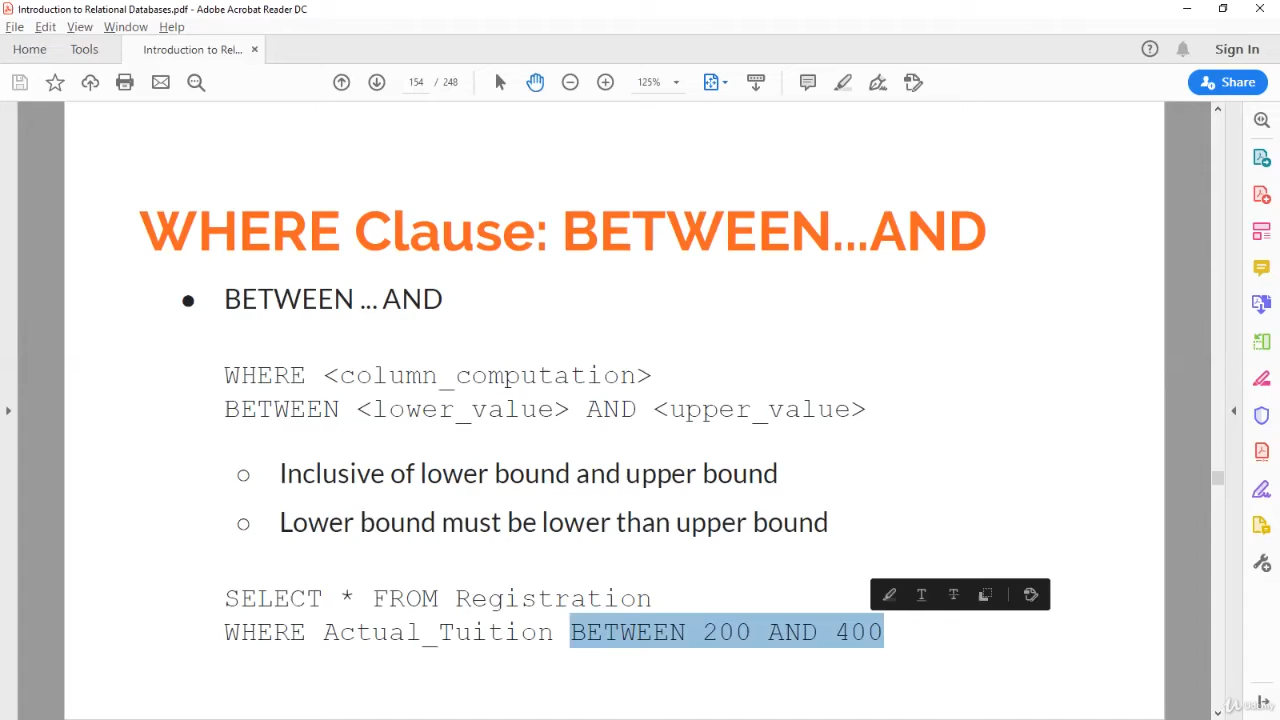 Introduction to Relational Databases.pdf - Adobe Acrobat Reader DC
File Edit View Window Help
Home Tools Introduction to Rel... × Sign In
154 / 248 125% Share
WHERE Clause: BETWEEN...AND
● BETWEEN ... AND
WHERE <column_computation>
BETWEEN <lower_value> AND <upper_value>
○ Inclusive of lower bound and upper bound
○ Lower bound must be lower than upper bound
SELECT * FROM Registration
WHERE Actual_Tuition BETWEEN 200 AND 400
Udemy